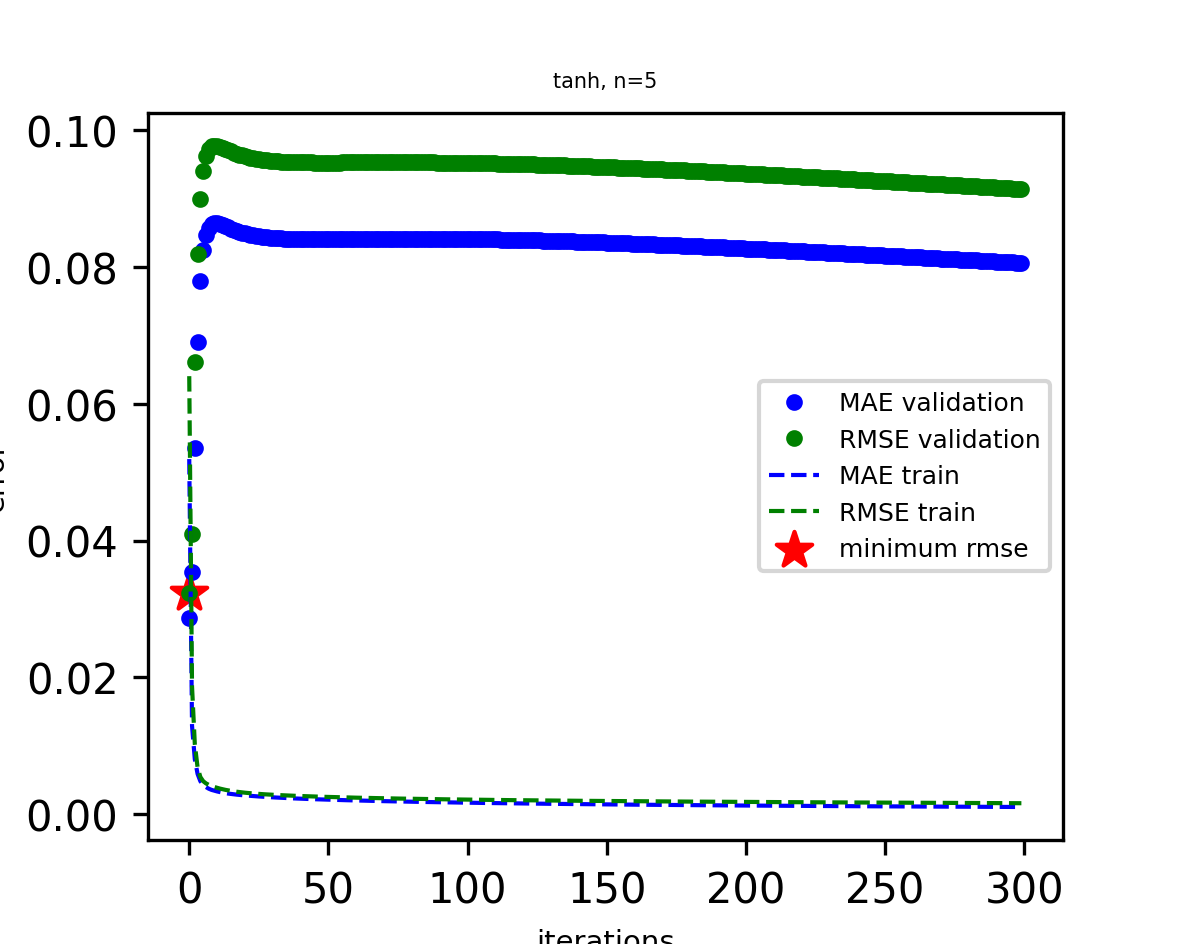 tanh, n=5
0.10
0.08
0.06
0.04
0.02
0.00
MAE validation
RMSE validation
MAE train
RMSE train
minimum rmse
0 50 100 150 200 250 300
iterations